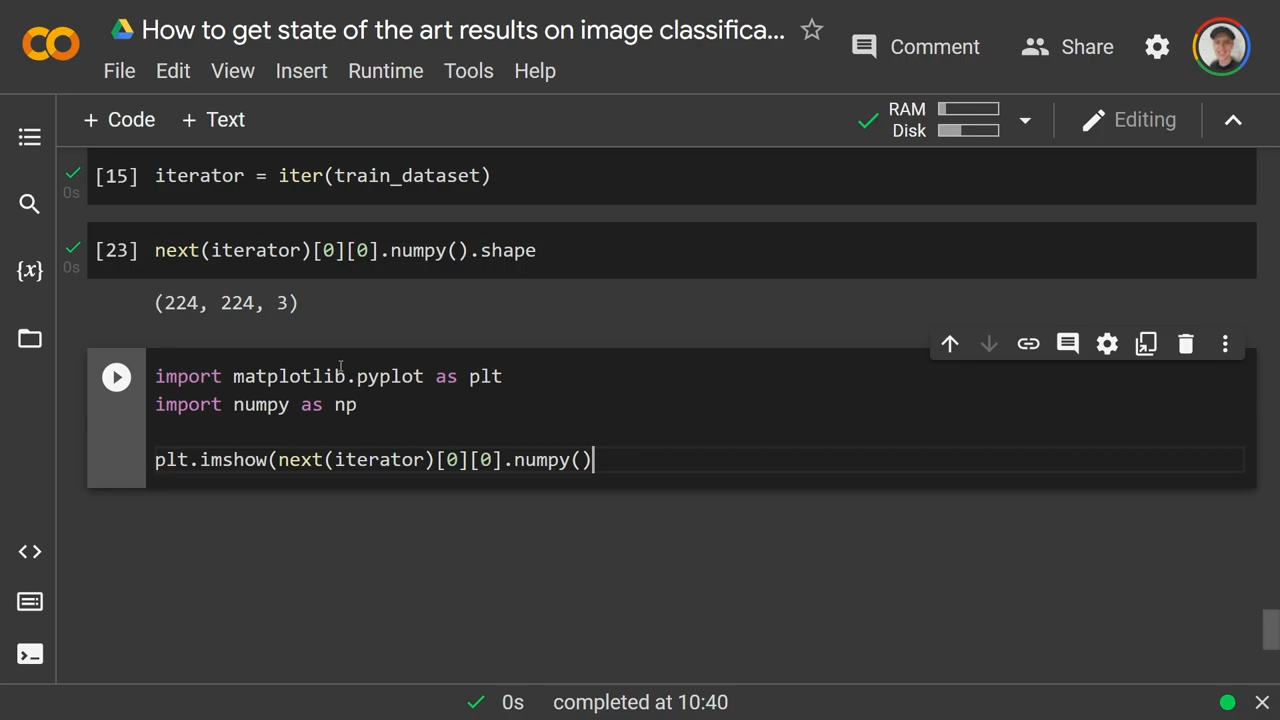 How to get state of the art results on image classifica...
Comment
Share
File Edit View Insert Runtime Tools Help
+ Code + Text
RAM
Disk
Editing
[15] iterator = iter(train_dataset)
0s
[23] next(iterator)[0][0].numpy().shape
0s
(224, 224, 3)
{x}
import matplotlib.pyplot as plt
import numpy as np
plt.imshow(next(iterator)[0][0].numpy()
0s completed at 10:40